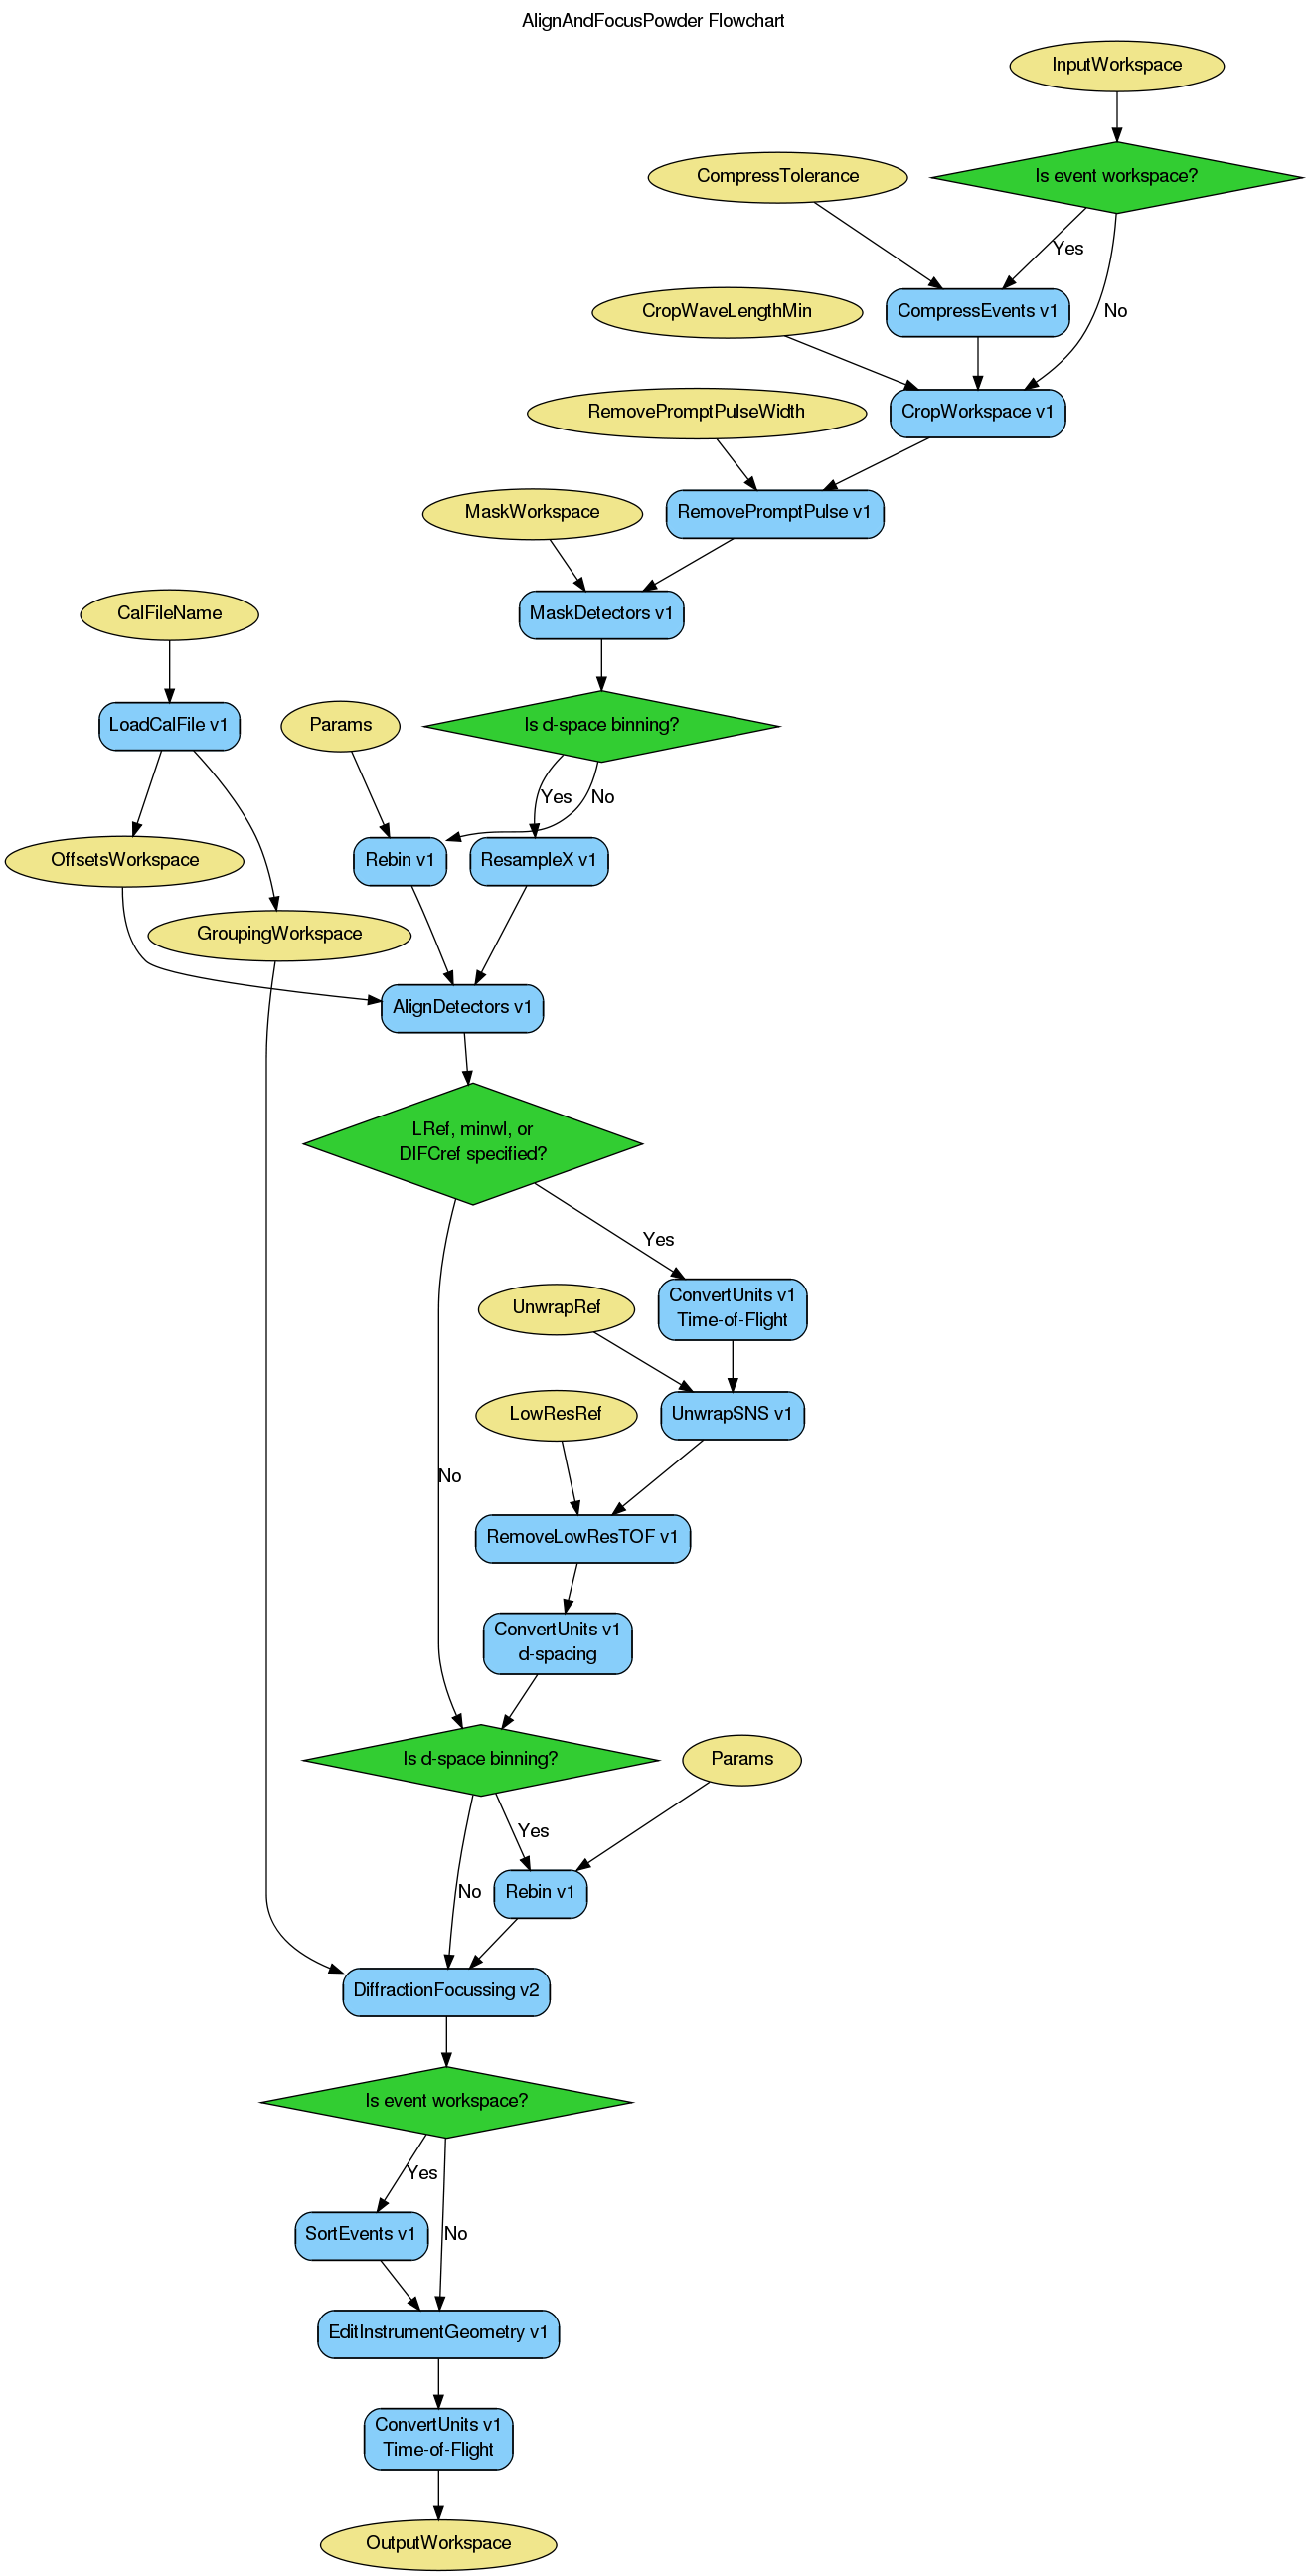 AlignAndFocusPowder Flowchart
InputWorkspace
CompressTolerance
Is event workspace?
Yes
CropWaveLengthMin
CompressEvents v1
No
RemovePromptPulseWidth
CropWorkspace v1
MaskWorkspace
RemovePromptPulse v1
CalFileName
MaskDetectors v1
LoadCalFile v1
Params
Is d-space binning?
Yes
No
OffsetsWorkspace
Rebin v1
ResampleX v1
GroupingWorkspace
AlignDetectors v1
LRef, minwl, or
DIFCref specified?
Yes
UnwrapRef
ConvertUnits v1
Time-of-Flight
LowResRef
UnwrapSNS v1
No
RemoveLowResTOF v1
ConvertUnits v1
d-spacing
Is d-space binning?
Params
Yes
No
Rebin v1
DiffractionFocussing v2
Is event workspace?
Yes
SortEvents v1
No
EditInstrumentGeometry v1
ConvertUnits v1
Time-of-Flight
OutputWorkspace